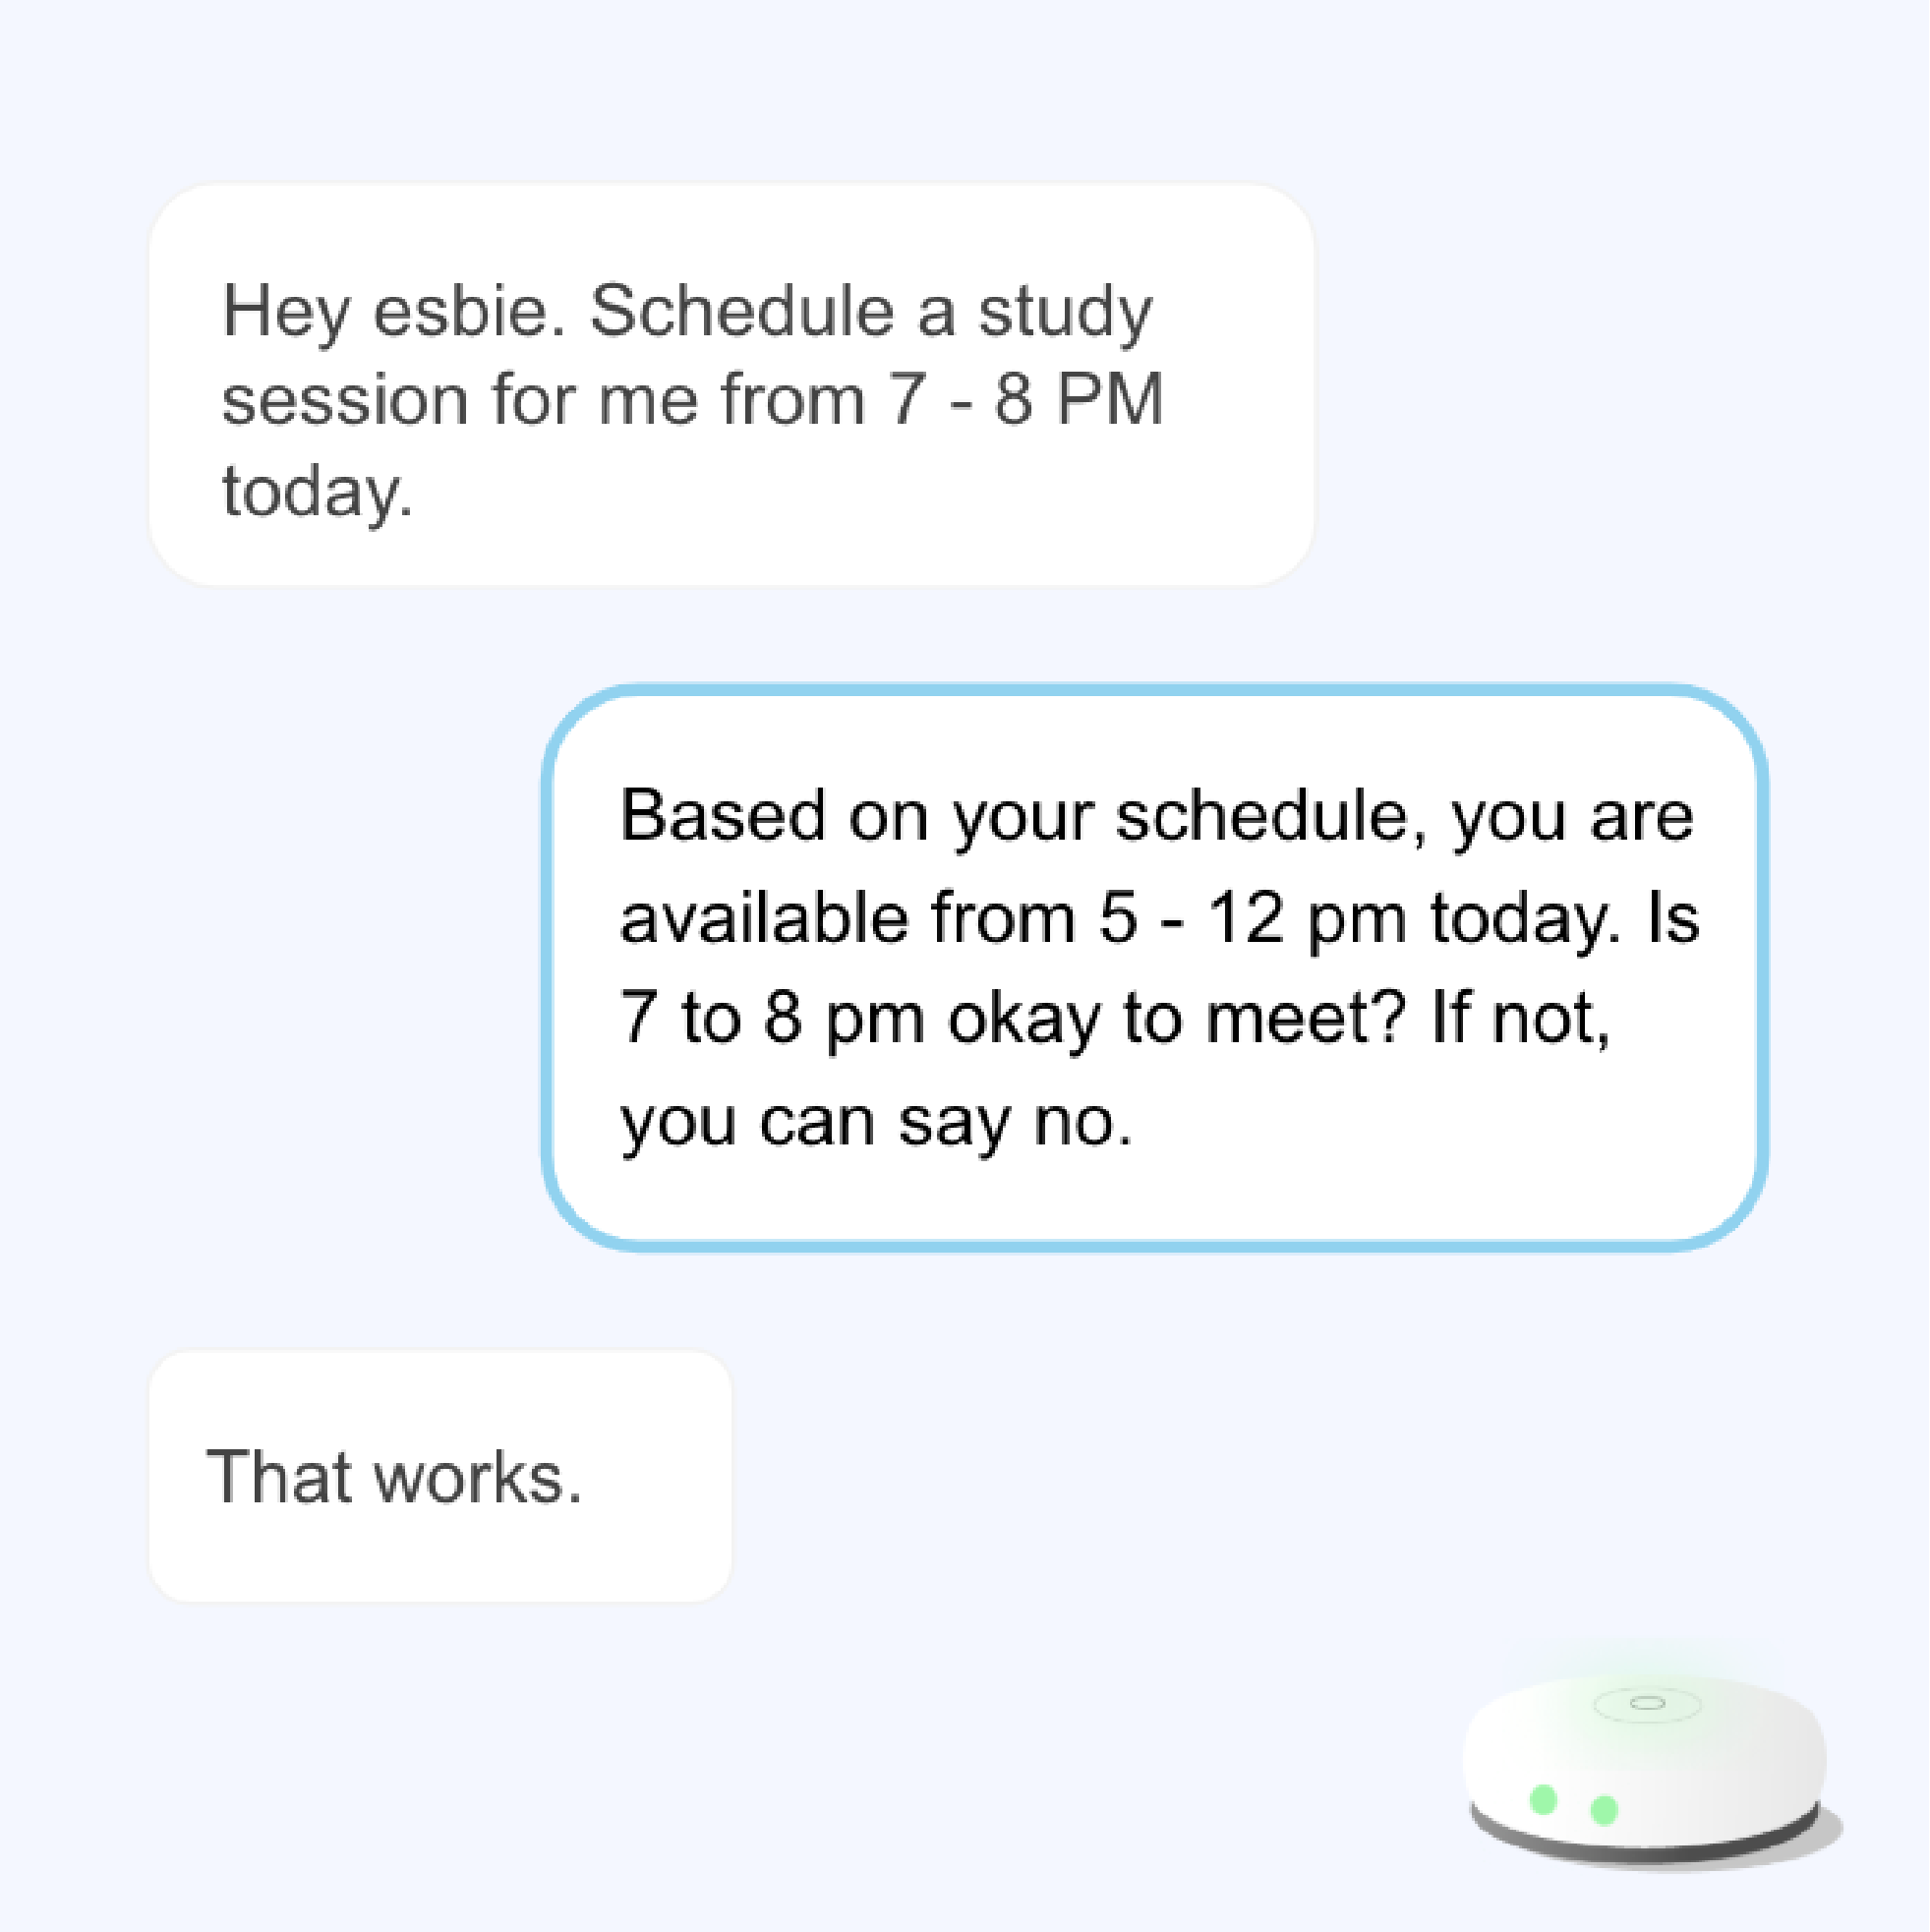 Hey esbie. Schedule a study
session for me from 7 - 8 PM
today.
Based on your schedule, you are
available from 5 - 12 pm today. Is
7 to 8 pm okay to meet? If not,
you can say no.
That works.